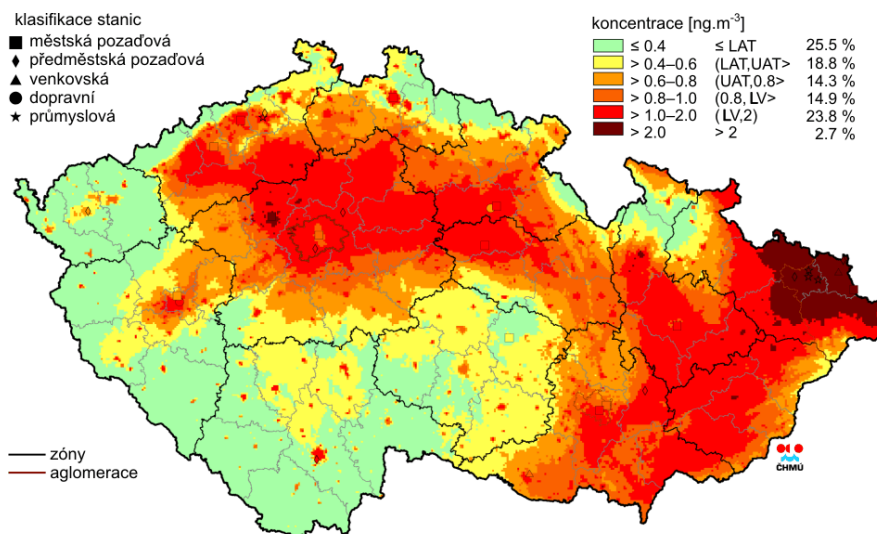 klasifikace stanic
městská pozaďová
předměstská pozaďová
venkovská
dopravní
průmyslová
koncentrace [ng.m⁻³]
≤ 0.4 ≤ LAT 25.5 %
> 0.4–0.6 (LAT,UAT> 18.8 %
> 0.6–0.8 (UAT,0.8> 14.3 %
> 0.8–1.0 (0.8, LV> 14.9 %
> 1.0–2.0 (LV,2) 23.8 %
> 2.0 > 2 2.7 %
zóny
aglomerace
ČHMÚ